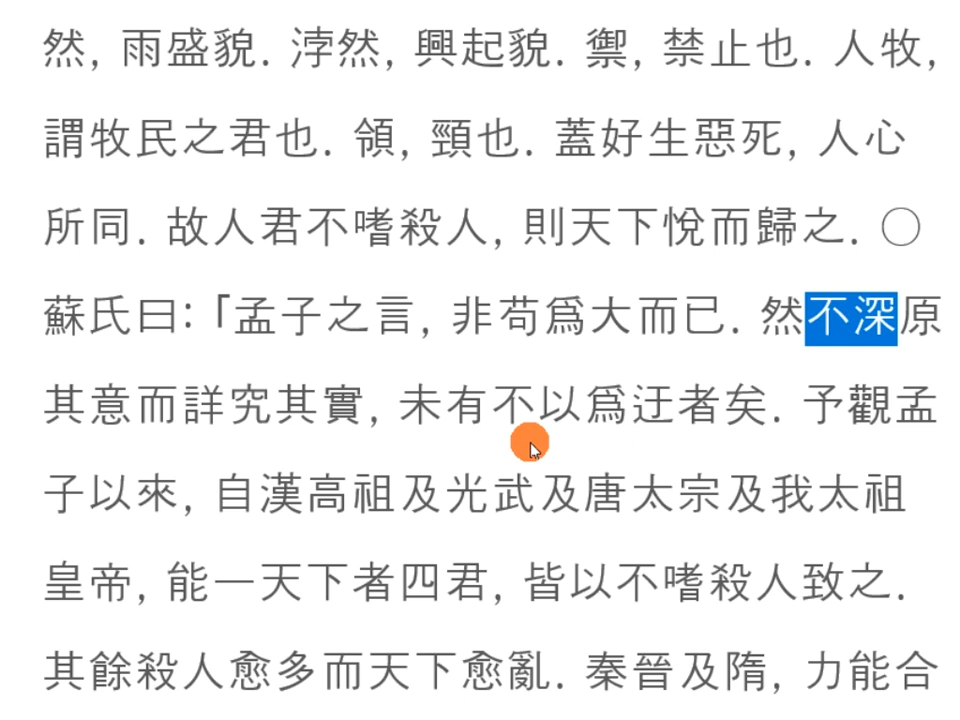 然, 雨盛貌. 浡然, 興起貌. 禦, 禁止也. 人牧,
謂牧民之君也. 領, 頸也. 蓋好生惡死, 人心
所同. 故人君不嗜殺人, 則天下悅而歸之. ○
蘇氏曰:「孟子之言, 非苟爲大而已. 然不深原
其意而詳究其實, 未有不以爲迂者矣. 予觀孟
子以來, 自漢高祖及光武及唐太宗及我太祖
皇帝, 能一天下者四君, 皆以不嗜殺人致之.
其餘殺人愈多而天下愈亂. 秦晉及隋, 力能合